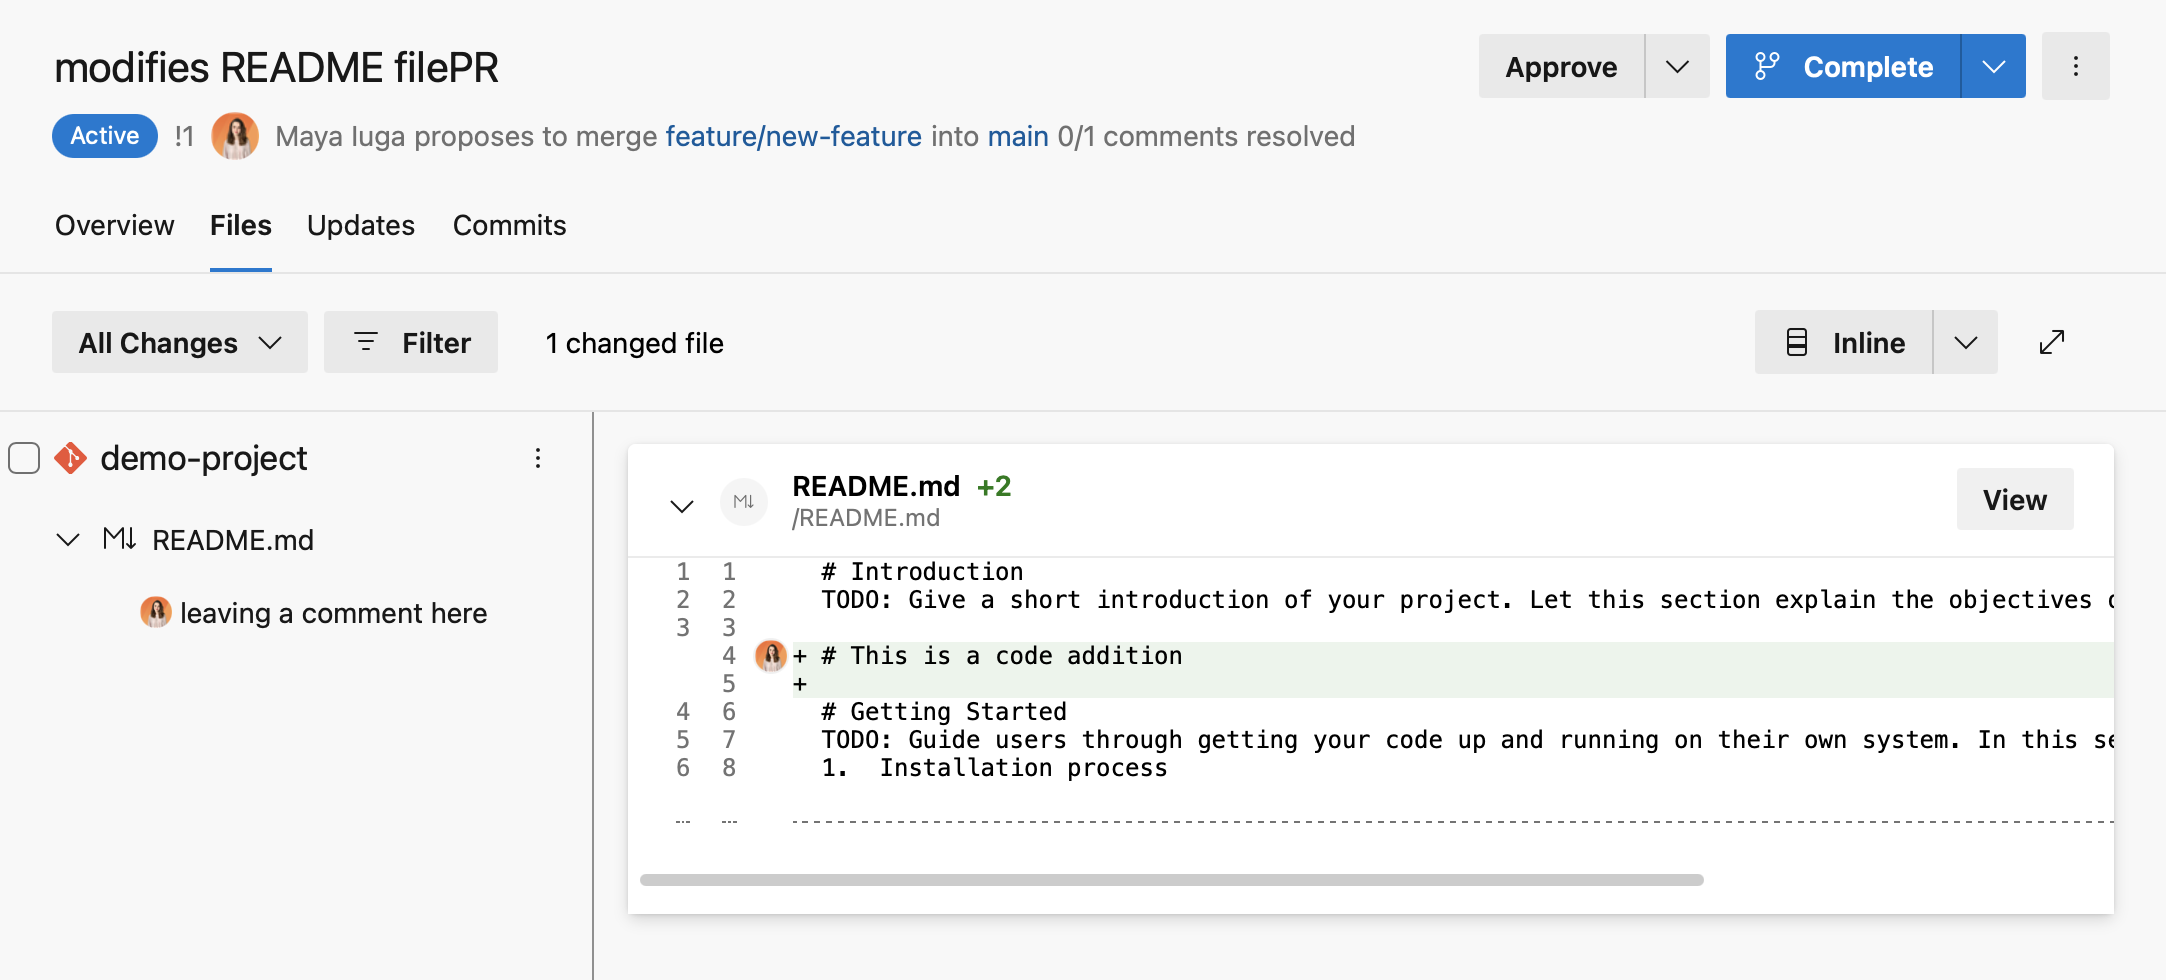 modifies README filePR
Approve
Complete
Active !1 Maya Iuga proposes to merge feature/new-feature into main 0/1 comments resolved
Overview Files Updates Commits
All Changes Filter 1 changed file
Inline
demo-project
README.md
leaving a comment here
M↓ README.md +2
/README.md
View
1 1 # Introduction
2 2 TODO: Give a short introduction of your project. Let this section explain the objectives
3 3
4 + # This is a code addition
5 +
4 6 # Getting Started
5 7 TODO: Guide users through getting your code up and running on their own system. In this
6 8 1. Installation process
... ...